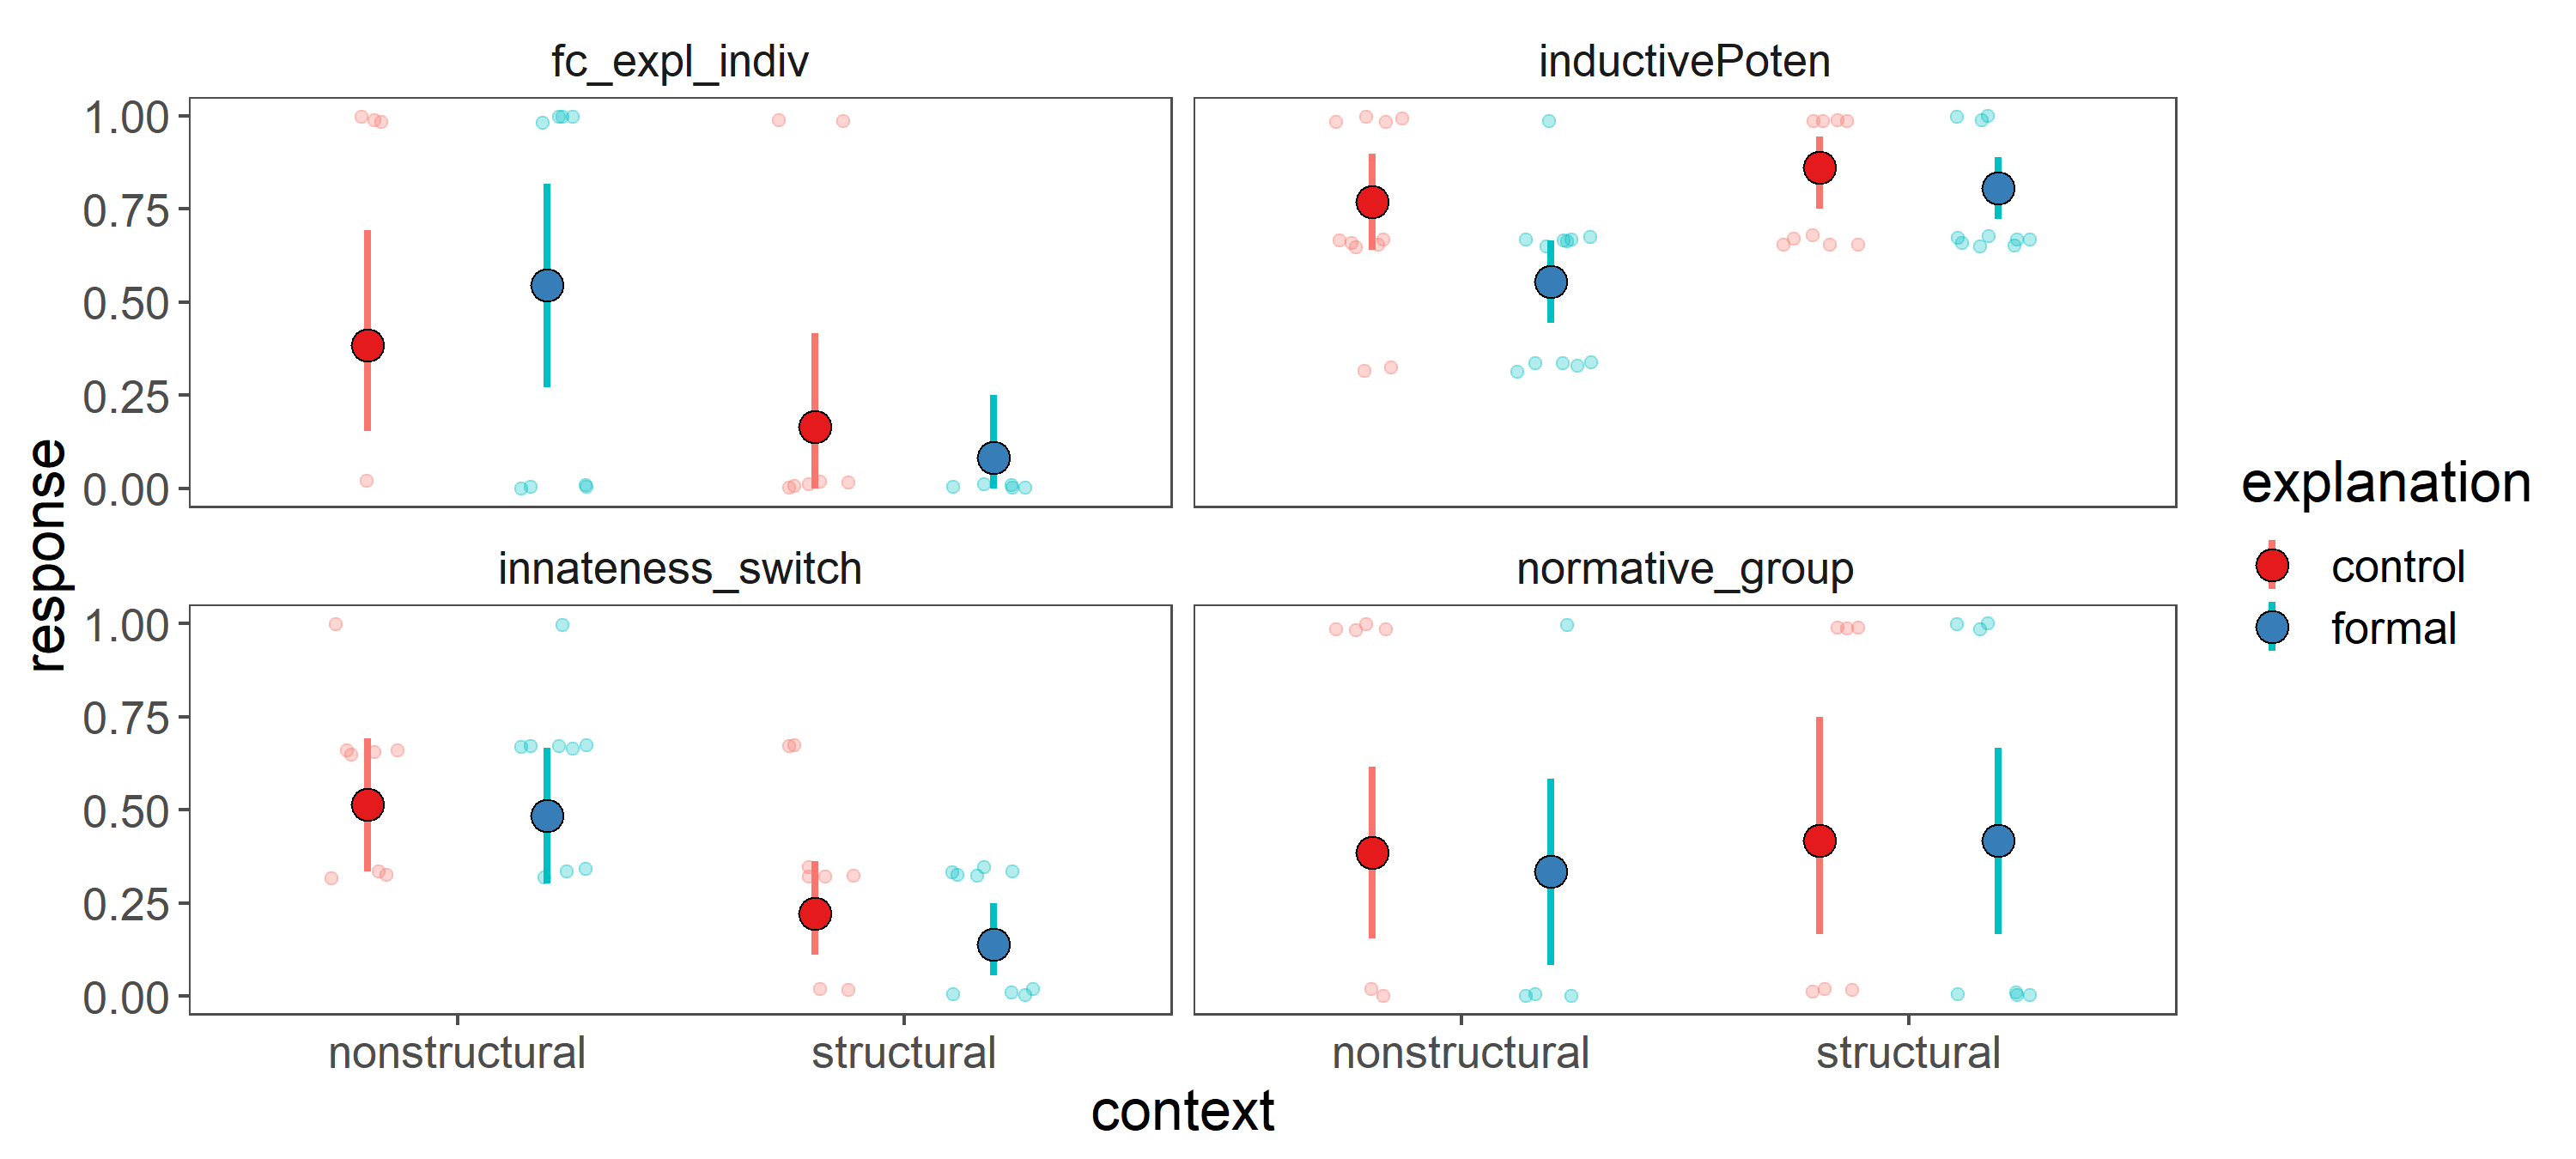 fc_expl_indiv
inductivePoten
1.00
0.75
0.50
0.25
0.00
innateness_switch
normative_group
1.00
0.75
0.50
0.25
0.00
response
nonstructural
structural
nonstructural
structural
context
explanation
control
formal